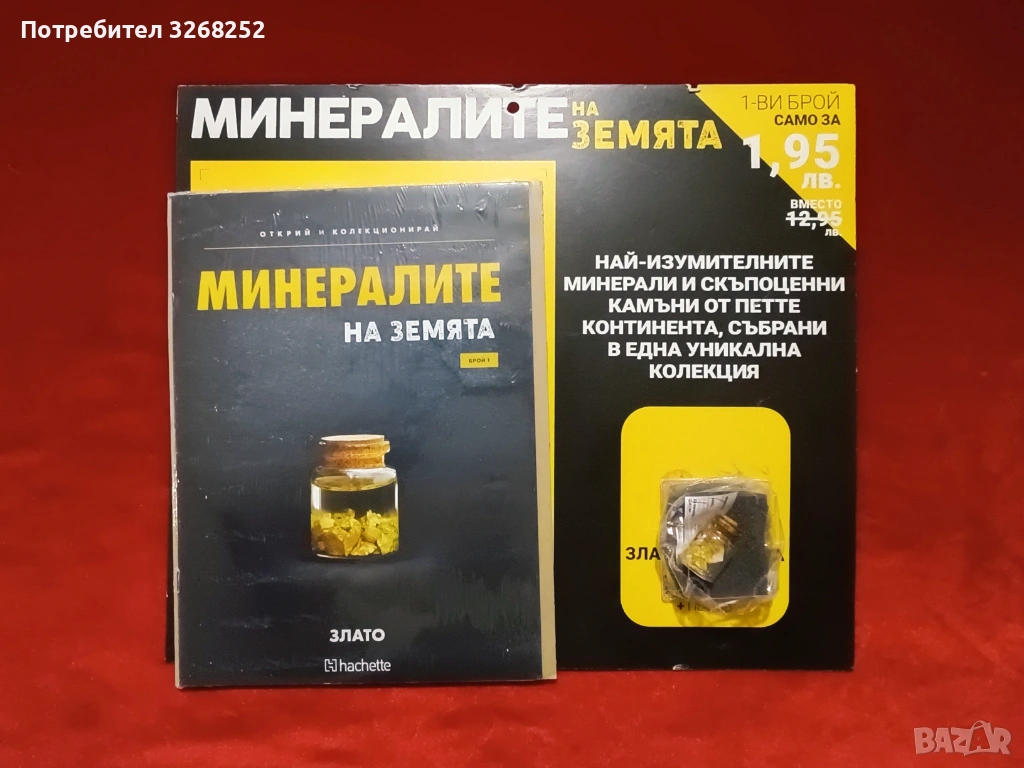 Потребител 3268252
МИНЕРАЛИТЕ НА
ЗЕМЯТА
1-ВИ БРОЙ
САМО ЗА
1,95
ЛВ.
ВМЕСТО
12,95
ЛВ.
ОТКРИЙ И КОЛЕКЦИОНИРАЙ
МИНЕРАЛИТЕ
НА ЗЕМЯТА
БРОЙ 1
ЗЛАТО
hachette
НАЙ-ИЗУМИТЕЛНИТЕ
МИНЕРАЛИ И СКЪПОЦЕННИ
КАМЪНИ ОТ ПЕТТЕ
КОНТИНЕНТА, СЪБРАНИ
В ЕДНА УНИКАЛНА
КОЛЕКЦИЯ
ЗЛА
BAZAR